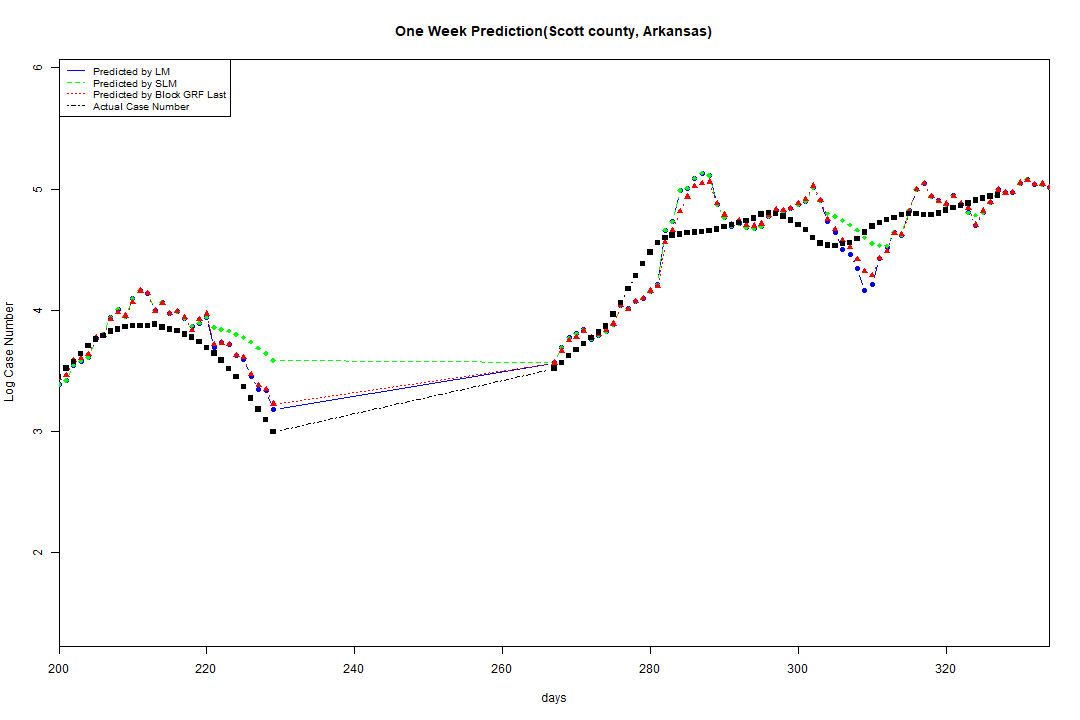 One Week Prediction(Scott county, Arkansas)
Predicted by LM
Predicted by SLM
Predicted by Block GRF Last
Actual Case Number
6
5
4
3
2
Log Case Number
200 220 240 260 280 300 320
days